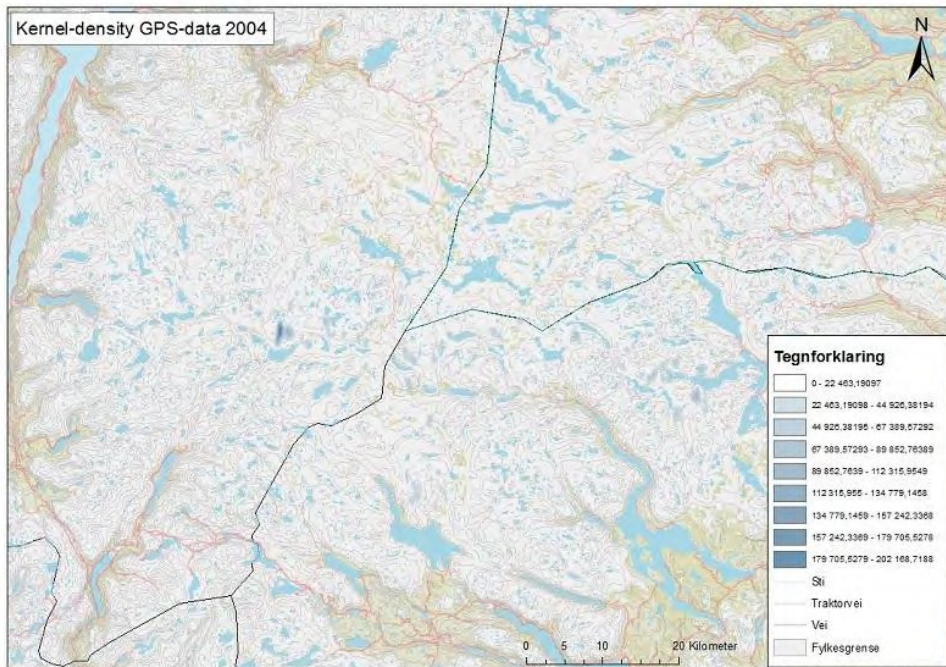 Kernel-density GPS-data 2004
N
Tegnforklaring
0 - 22 463,19097
22 463,19098 - 44 926,38194
44 926,38195 - 67 389,57292
67 389,57293 - 89 852,76389
89 852,7639 - 112 315,9549
112 315,955 - 134 779,1458
134 779,1459 - 157 242,3368
157 242,3369 - 179 705,5278
179 705,5279 - 202 168,7188
Sti
Traktorvei
Vei
Fylkesgrense
0 5 10 20 Kilometer